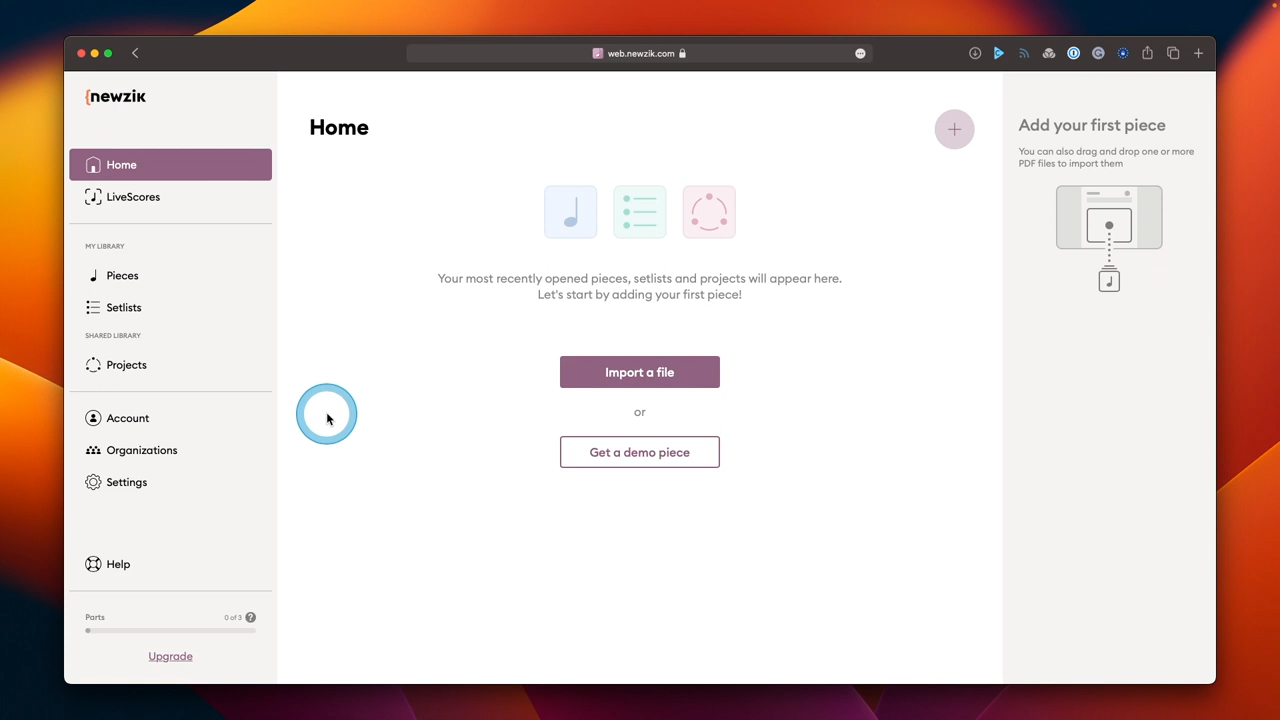 web.newzik.com
{newzik
Home
LiveScores
MY LIBRARY
Pieces
Setlists
SHARED LIBRARY
Projects
Account
Organizations
Settings
Help
Parts
0 of 3 ?
Upgrade
Home
+
Your most recently opened pieces, setlists and projects will appear here.
Let's start by adding your first piece!
Import a file
or
Get a demo piece
Add your first piece
You can also drag and drop one or more
PDF files to import them